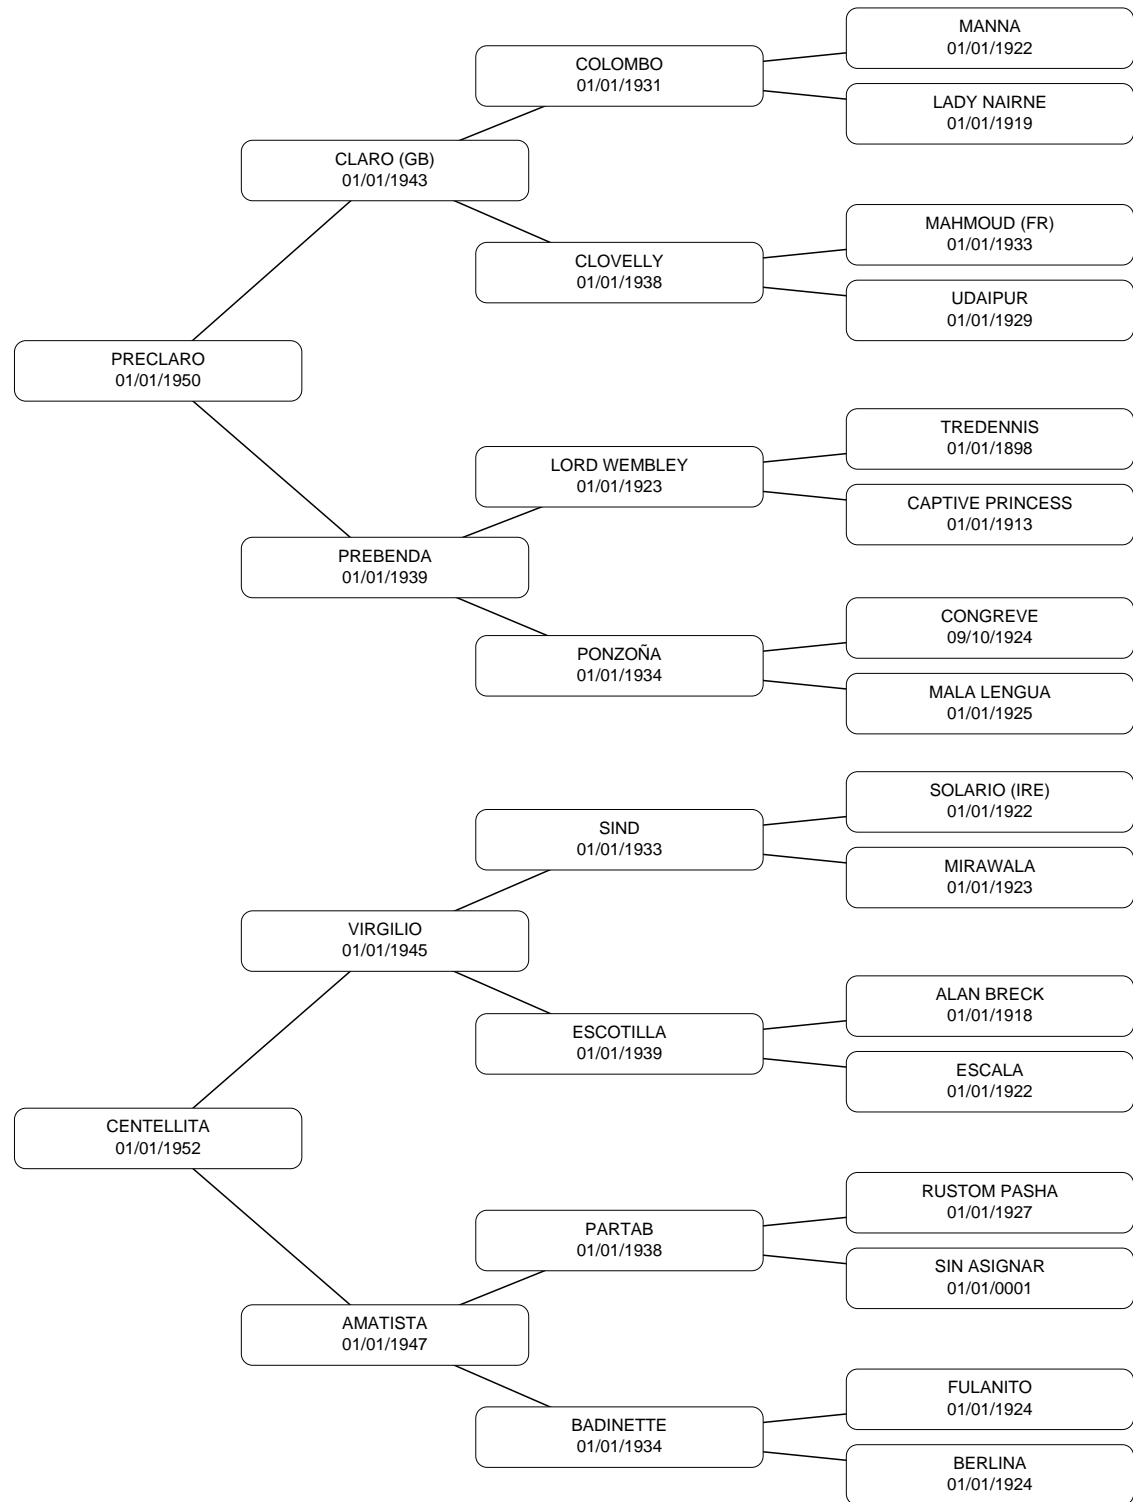 MANNA
01/01/1922
COLOMBO
01/01/1931
LADY NAIRNE
01/01/1919
CLARO (GB)
01/01/1943
MAHMOUD (FR)
01/01/1933
CLOVELLY
01/01/1938
UDAIPUR
01/01/1929
PRECLARO
01/01/1950
TREDENNIS
01/01/1898
LORD WEMBLEY
01/01/1923
CAPTIVE PRINCESS
01/01/1913
PREBENDA
01/01/1939
CONGREVE
09/10/1924
PONZOÑA
01/01/1934
MALA LENGUA
01/01/1925
SOLARIO (IRE)
01/01/1922
SIND
01/01/1933
MIRAWALA
01/01/1923
VIRGILIO
01/01/1945
ALAN BRECK
01/01/1918
ESCOTILLA
01/01/1939
ESCALA
01/01/1922
CENTELLITA
01/01/1952
RUSTOM PASHA
01/01/1927
PARTAB
01/01/1938
SIN ASIGNAR
01/01/0001
AMATISTA
01/01/1947
FULANITO
01/01/1924
BADINETTE
01/01/1934
BERLINA
01/01/1924